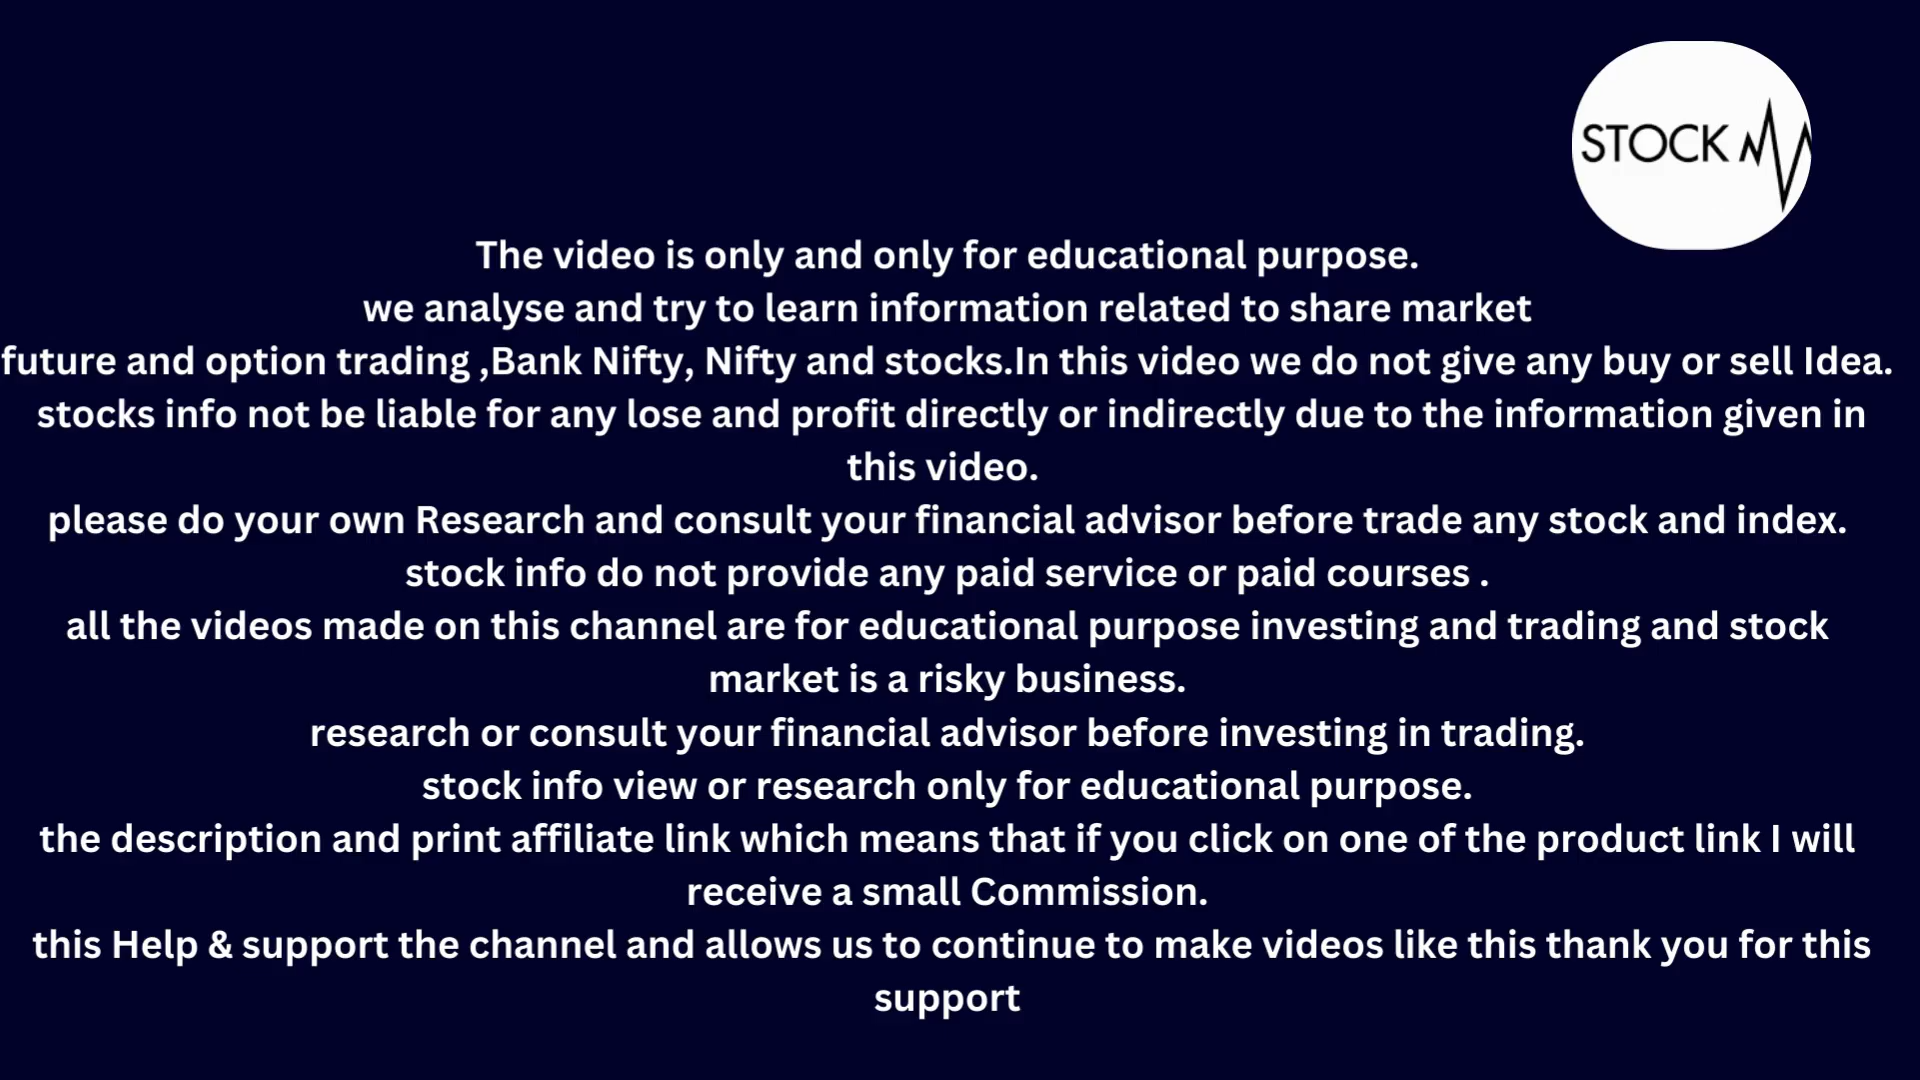 STOCK
The video is only and only for educational purpose.
we analyse and try to learn information related to share market
future and option trading ,Bank Nifty, Nifty and stocks.In this video we do not give any buy or sell Idea.
stocks info not be liable for any lose and profit directly or indirectly due to the information given in
this video.
please do your own Research and consult your financial advisor before trade any stock and index.
stock info do not provide any paid service or paid courses .
all the videos made on this channel are for educational purpose investing and trading and stock
market is a risky business.
research or consult your financial advisor before investing in trading.
stock info view or research only for educational purpose.
the description and print affiliate link which means that if you click on one of the product link I will
receive a small Commission.
this Help & support the channel and allows us to continue to make videos like this thank you for this
support